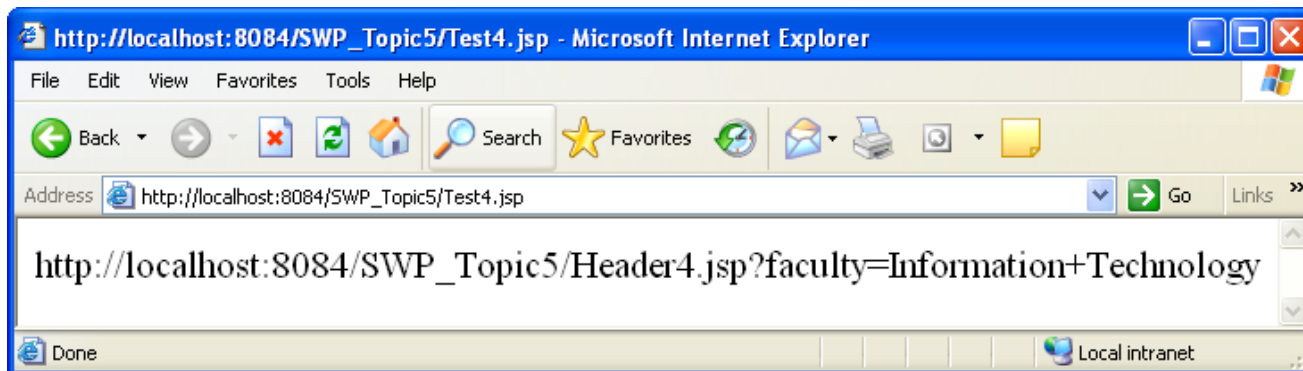 http://localhost:8084/SWP_Topic5/Test4.jsp - Microsoft Internet Explorer
File Edit View Favorites Tools Help
Back Search Favorites
Address http://localhost:8084/SWP_Topic5/Test4.jsp Go Links »
http://localhost:8084/SWP_Topic5/Header4.jsp?faculty=Information+Technology
Done Local intranet